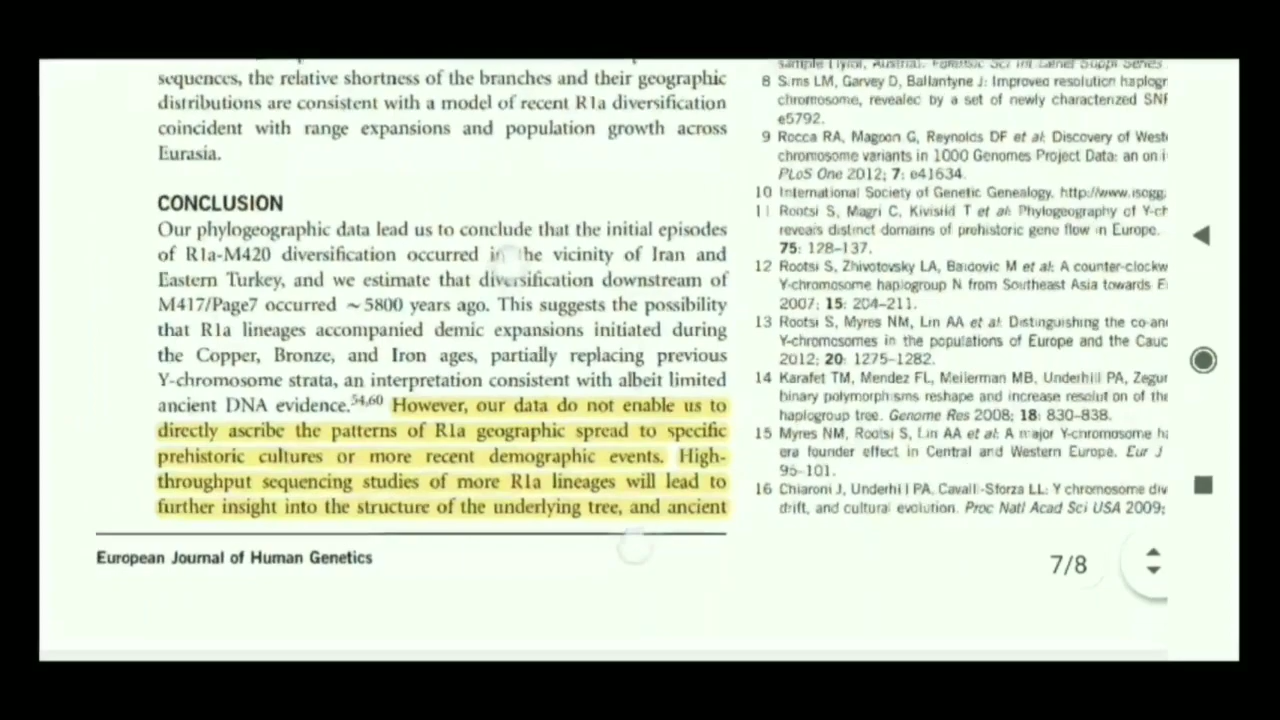 sequences, the relative shortness of the branches and their geographic
distributions are consistent with a model of recent R1a diversification
coincident with range expansions and population growth across
Eurasia.
CONCLUSION
Our phylogeographic data lead us to conclude that the initial episodes
of R1a-M420 diversification occurred in the vicinity of Iran and
Eastern Turkey, and we estimate that diversification downstream of
M417/Page7 occurred ~5800 years ago. This suggests the possibility
that R1a lineages accompanied demic expansions initiated during
the Copper, Bronze, and Iron ages, partially replacing previous
Y-chromosome strata, an interpretation consistent with albeit limited
ancient DNA evidence.54,60 However, our data do not enable us to
directly ascribe the patterns of R1a geographic spread to specific
prehistoric cultures or more recent demographic events. High-
throughput sequencing studies of more R1a lineages will lead to
further insight into the structure of the underlying tree, and ancient
European Journal of Human Genetics
8 Sims LM, Garvey D, Ballantyne J: Improved resolution haplogr
chromosome, revealed by a set of newly characterized SNP
e5792.
9 Rocca RA, Magoon G, Reynolds DF et al: Discovery of West
chromosome variants in 1000 Genomes Project Data: an on-i
PLoS One 2012; 7: e41634.
10 International Society of Genetic Genealogy. http://www.isogg.
11 Rootsi S, Magri C, Kivisild T et al: Phylogeography of Y-ch
reveals distinct domains of prehistoric gene flow in Europe.
75: 128–137.
12 Rootsi S, Zhivotovsky LA, Baldovic M et al: A counter-clockw
Y-chromosome haplogroup N from Southeast Asia towards E
2007; 15: 204–211.
13 Rootsi S, Myres NM, Lin AA et al: Distinguishing the co-an
Y-chromosomes in the populations of Europe and the Cauc
2012; 20: 1275–1282.
14 Karafet TM, Mendez FL, Meilerman MB, Underhill PA, Zegur
binary polymorphisms reshape and increase resolution of the
haplogroup tree. Genome Res 2008; 18: 830–838.
15 Myres NM, Rootsi S, Lin AA et al: A major Y-chromosome ha
era founder effect in Central and Western Europe. Eur J
95–101.
16 Chiaroni J, Underhill PA, Cavalli-Sforza LL: Y chromosome div
drift, and cultural evolution. Proc Natl Acad Sci USA 2009;
7/8